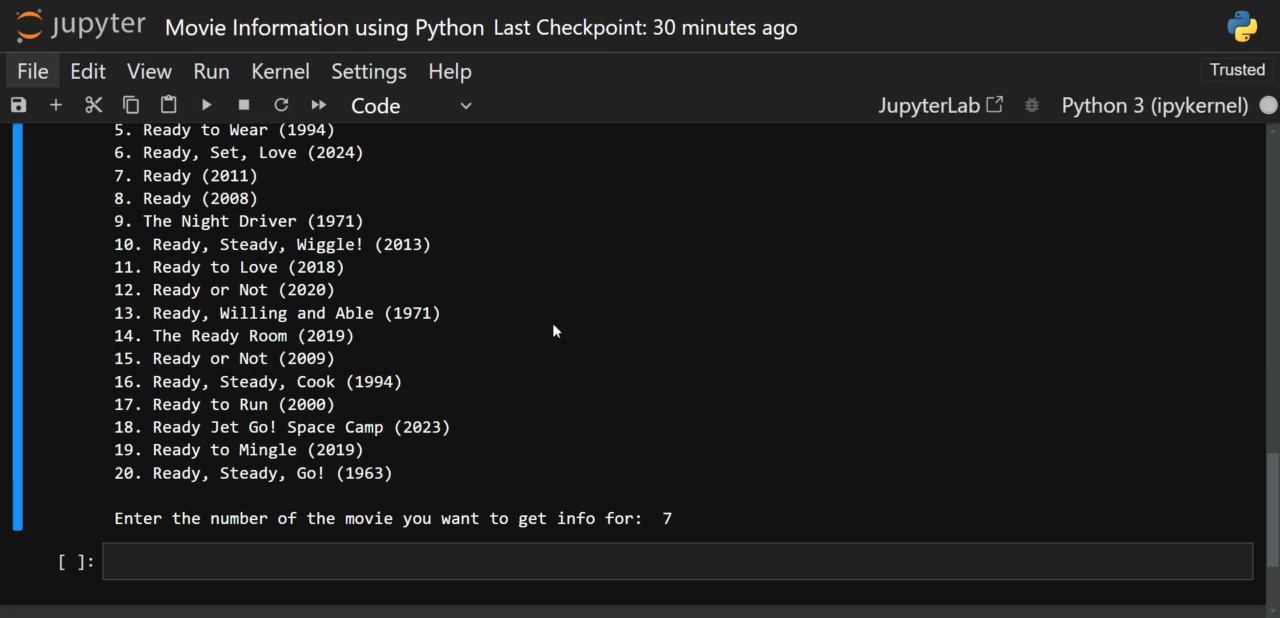 jupyter Movie Information using Python Last Checkpoint: 30 minutes ago
File Edit View Run Kernel Settings Help Trusted
Code JupyterLab Python 3 (ipykernel)
5. Ready to Wear (1994)
6. Ready, Set, Love (2024)
7. Ready (2011)
8. Ready (2008)
9. The Night Driver (1971)
10. Ready, Steady, Wiggle! (2013)
11. Ready to Love (2018)
12. Ready or Not (2020)
13. Ready, Willing and Able (1971)
14. The Ready Room (2019)
15. Ready or Not (2009)
16. Ready, Steady, Cook (1994)
17. Ready to Run (2000)
18. Ready Jet Go! Space Camp (2023)
19. Ready to Mingle (2019)
20. Ready, Steady, Go! (1963)
Enter the number of the movie you want to get info for: 7
[ ]: